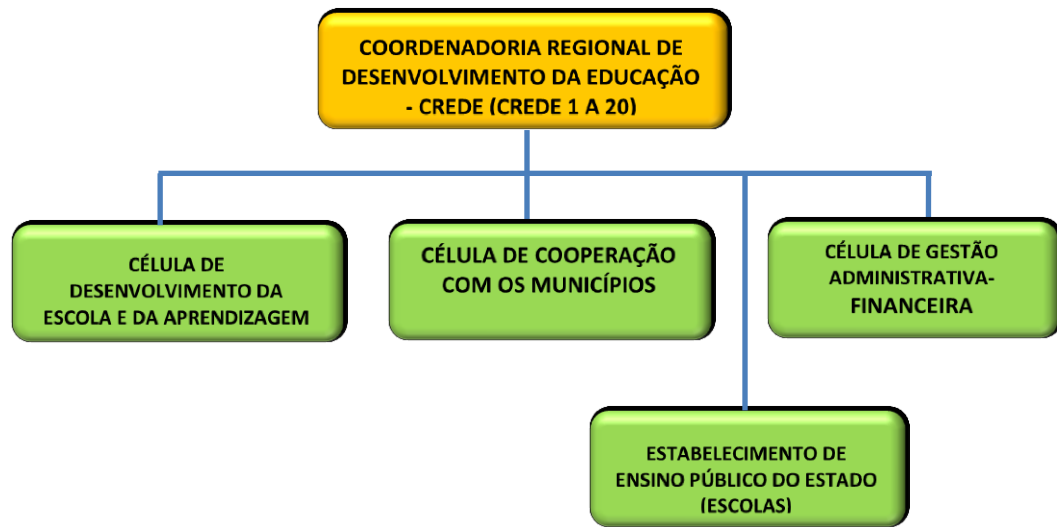 COORDENADORIA REGIONAL DE
DESENVOLVIMENTO DA EDUCAÇÃO
- CREDE (CREDE 1 A 20)
CÉLULA DE
DESENVOLVIMENTO DA
ESCOLA E DA APRENDIZAGEM
CÉLULA DE COOPERAÇÃO
COM OS MUNICÍPIOS
CÉLULA DE GESTÃO
ADMINISTRATIVA-
FINANCEIRA
ESTABELECIMENTO DE
ENSINO PÚBLICO DO ESTADO
(ESCOLAS)